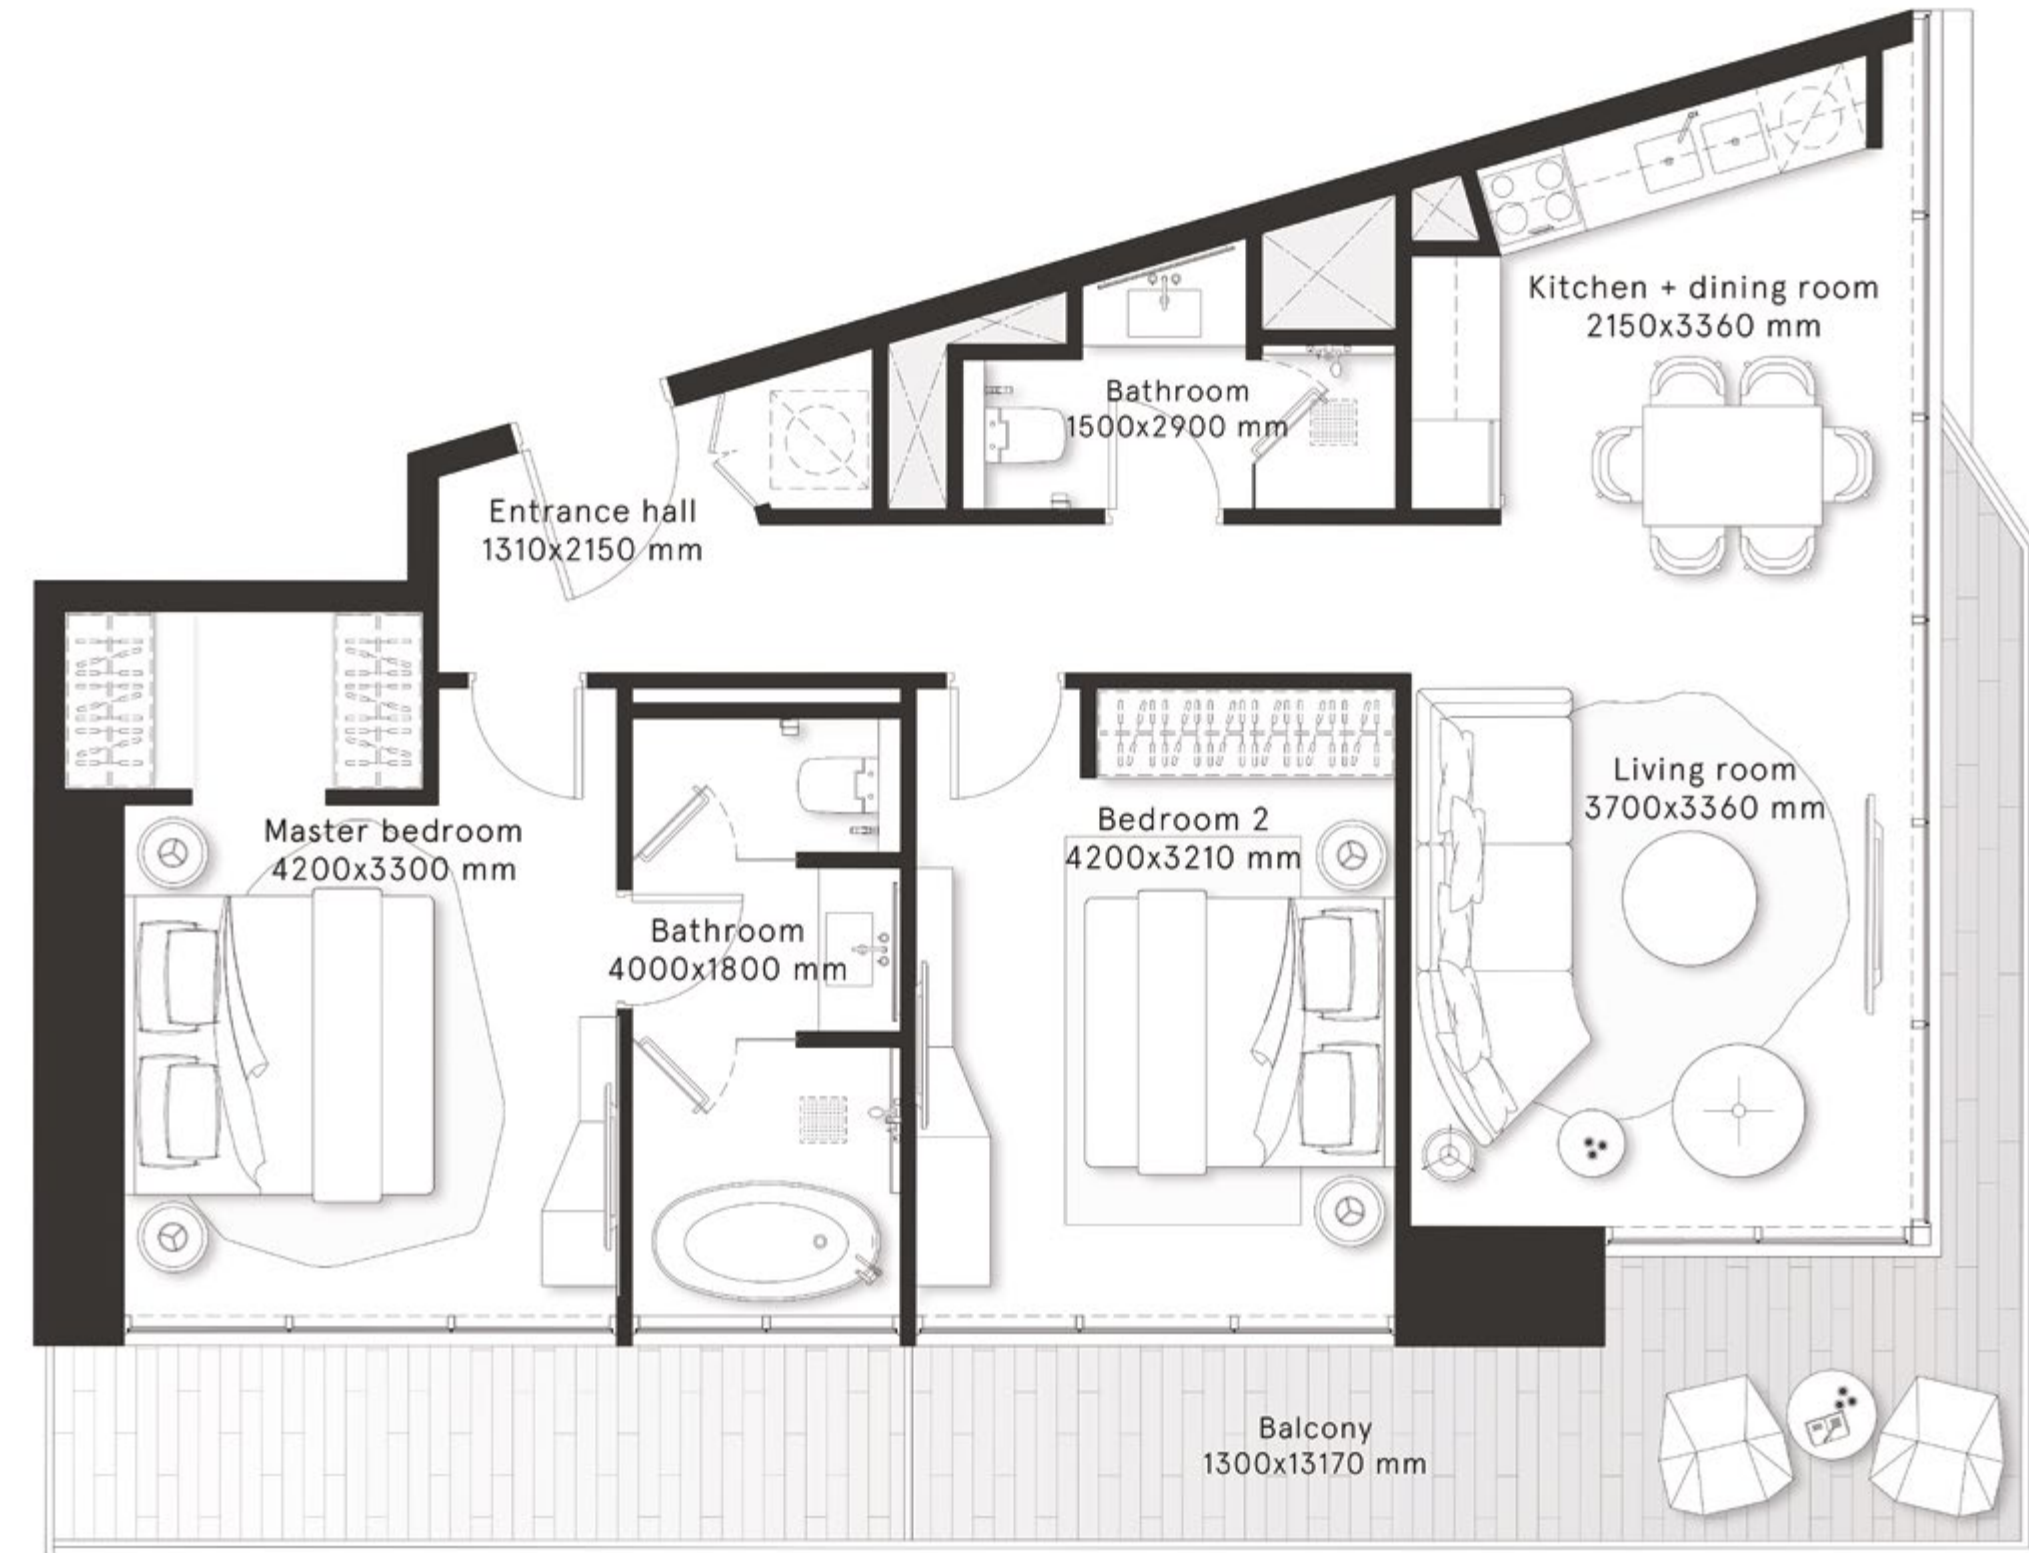 Kitchen + dining room
2150x3360 mm
Bathroom
1500x2900 mm
Entrance hall
1310x2150 mm
Living room
3700x3360 mm
Master bedroom
4200x3300 mm
Bedroom 2
4200x3210 mm
Bathroom
4000x1800 mm
Balcony
1300x13170 mm